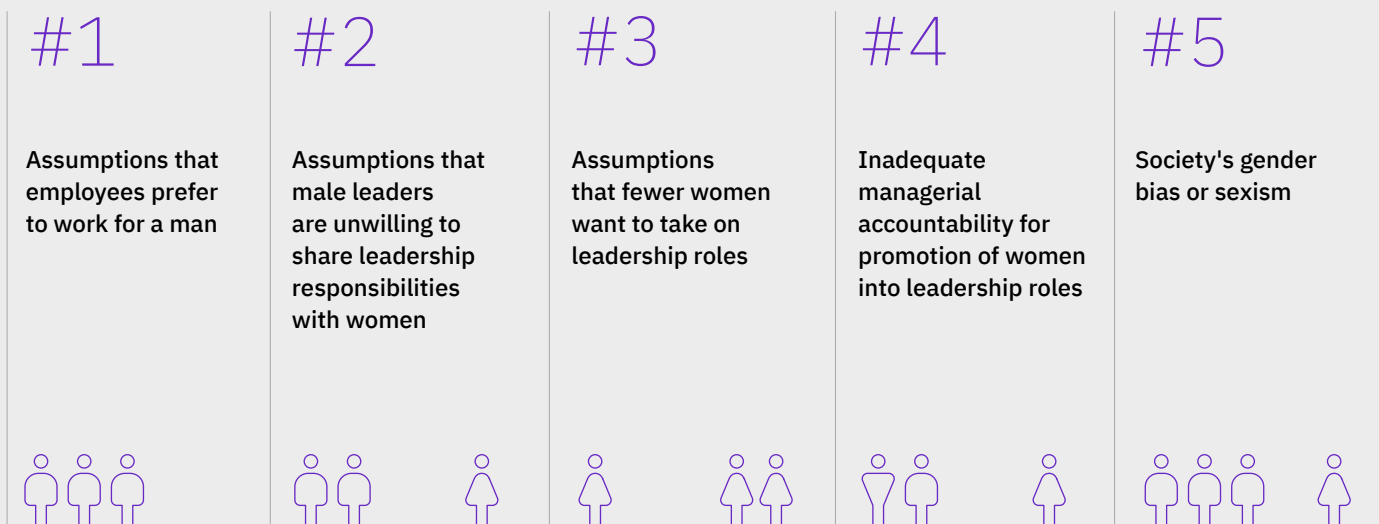 #1
Assumptions that
employees prefer
to work for a man
#2
Assumptions that
male leaders
are unwilling to
share leadership
responsibilities
with women
#3
Assumptions
that fewer women
want to take on
leadership roles
#4
Inadequate
managerial
accountability for
promotion of women
into leadership roles
#5
Society's gender
bias or sexism